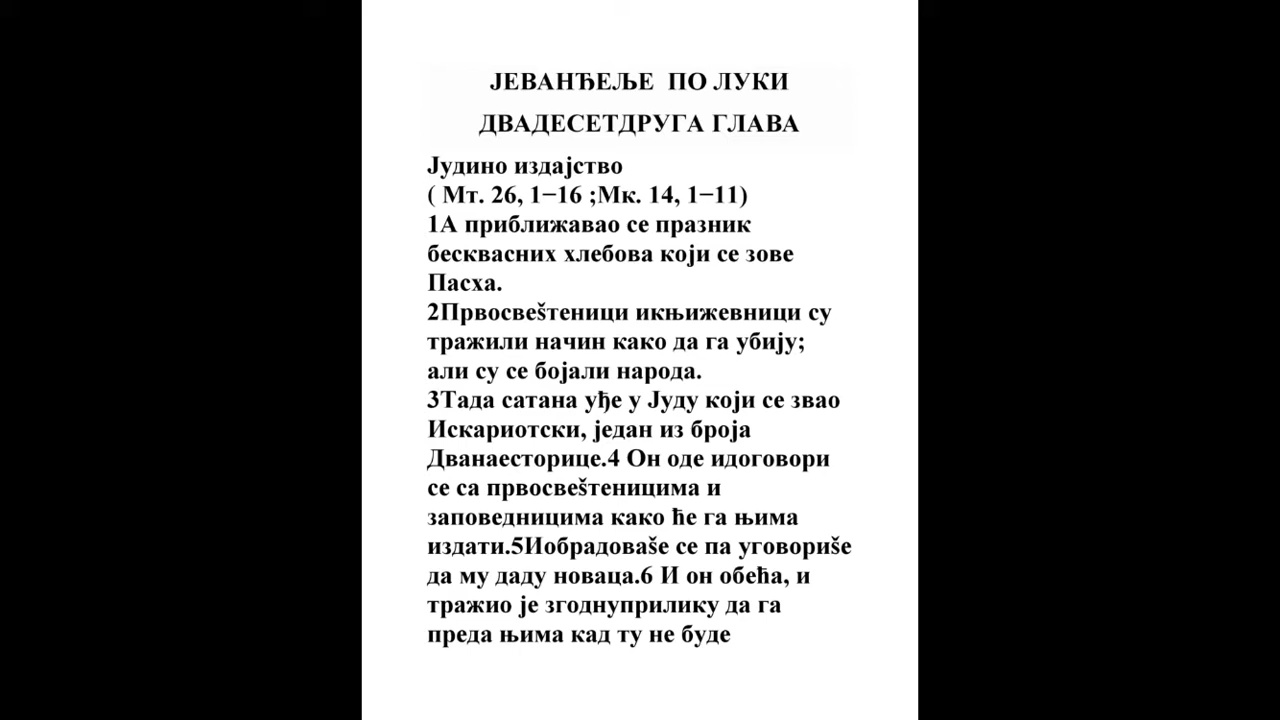 ЈЕВАНЂЕЉЕ ПО ЛУКИ
ДВАДЕСЕТДРУГА ГЛАВА
Јудино издајство
( Мт. 26, 1−16 ;Мк. 14, 1−11)
1А приближавао се празник
бесквасних хлебова који се зове
Пасха.
2Првосвеštеници икњижевници су
тражили начин како да га убију;
али су се бојали народа.
3Тада сатана уђе у Јуду који се звао
Искариотски, један из броја
Дванаесторице.4 Он оде идоговори
се са првосвеštеницима и
заповедницима како ће га њима
издати.5Иобрадоваše се па уговориše
да му даду новаца.6 И он обећа, и
тражио је згоднуприлику да га
преда њима кад ту не буде